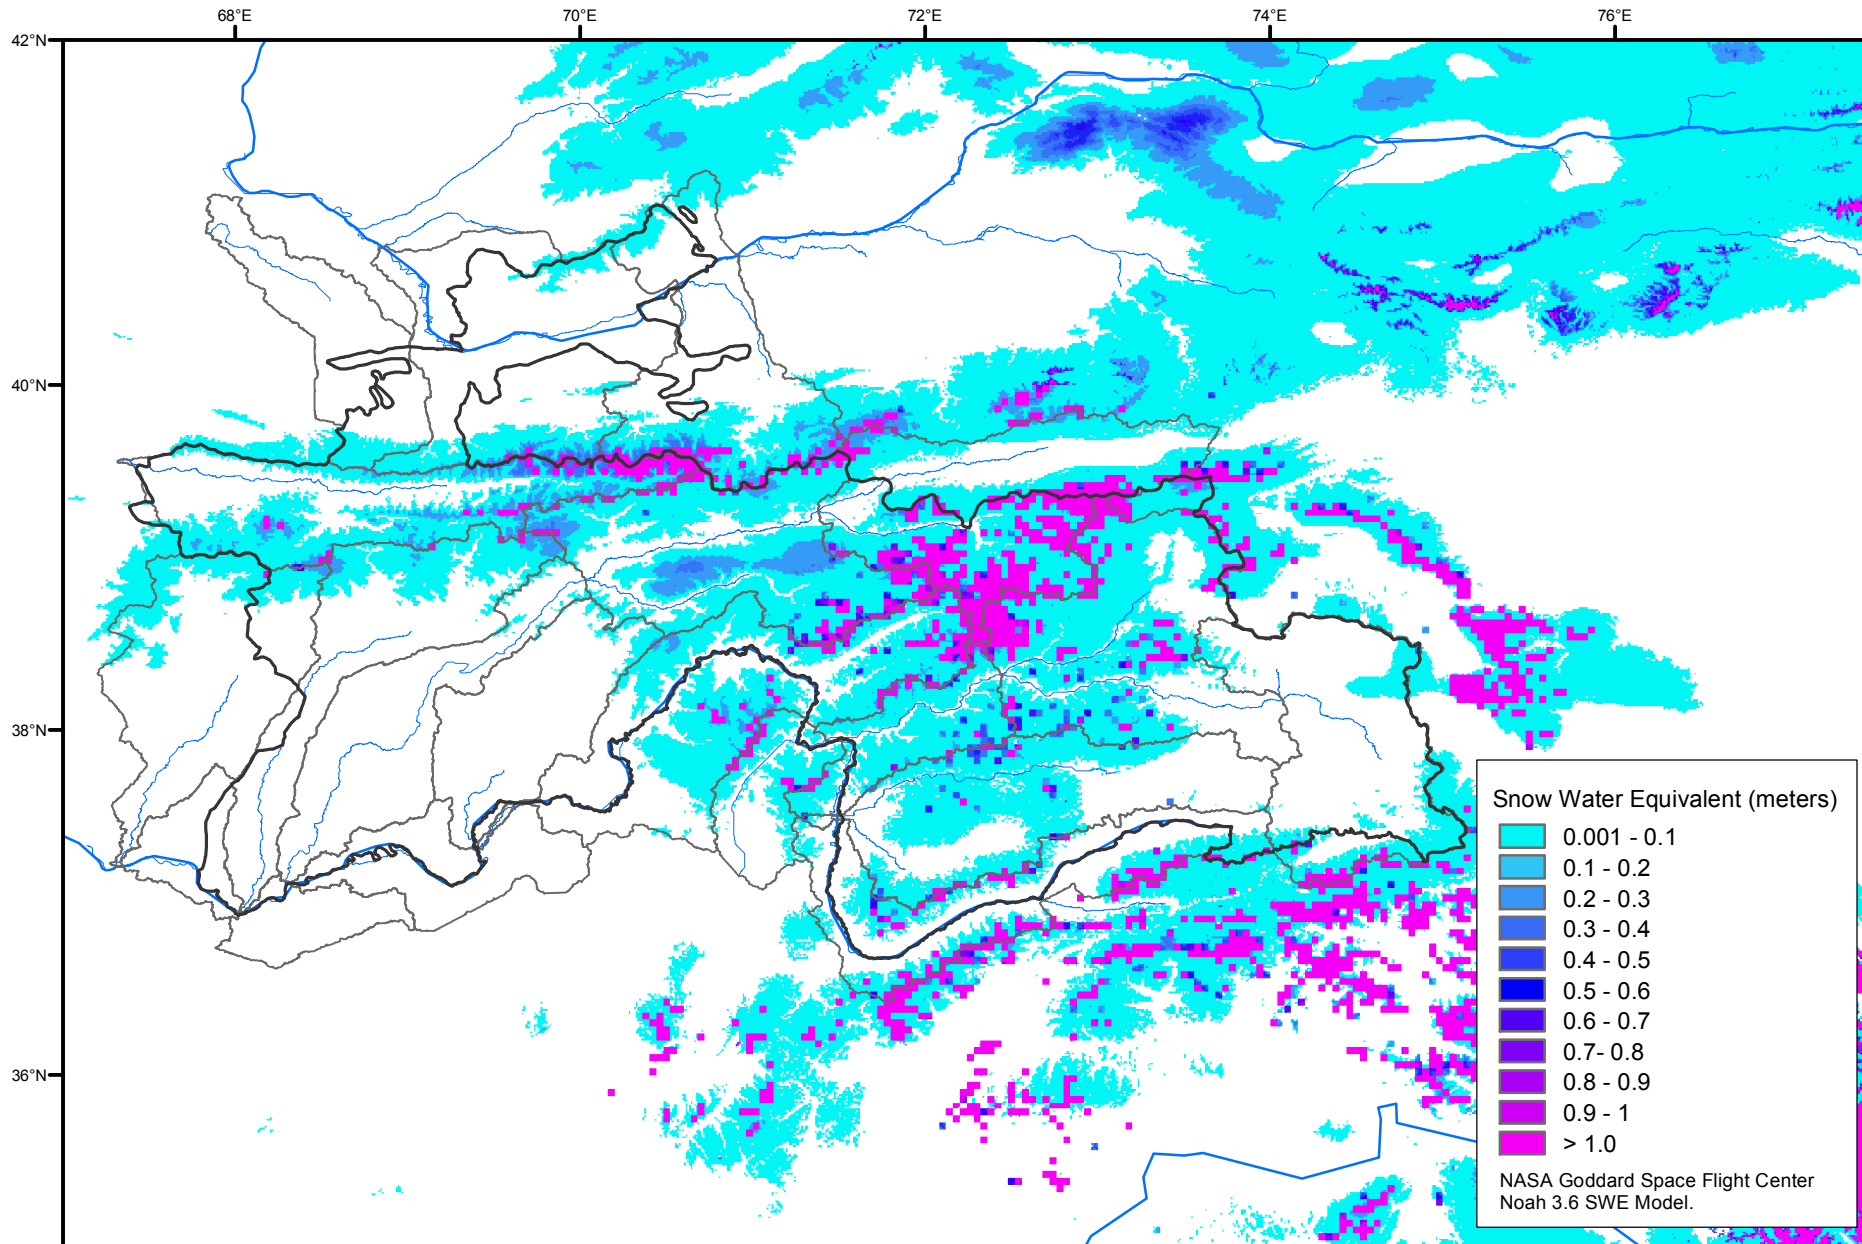 68°E 70°E 72°E 74°E 76°E
42°N
40°N
38°N
36°N
Snow Water Equivalent (meters)
0.001 - 0.1
0.1 - 0.2
0.2 - 0.3
0.3 - 0.4
0.4 - 0.5
0.5 - 0.6
0.6 - 0.7
0.7- 0.8
0.8 - 0.9
0.9 - 1
> 1.0
NASA Goddard Space Flight Center
Noah 3.6 SWE Model.